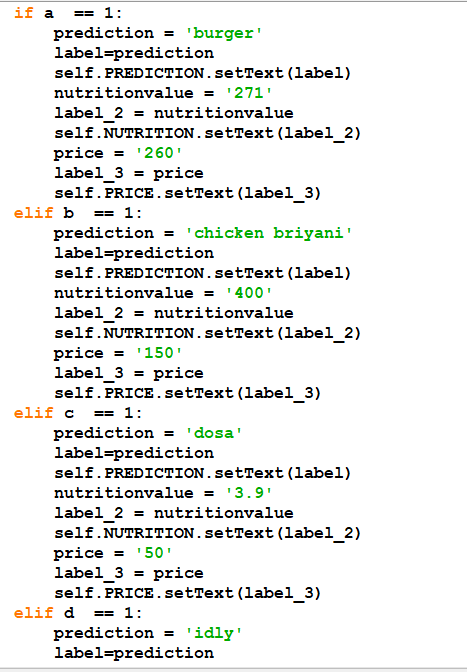 if a  == 1:
    prediction = 'burger'
    label=prediction
    self.PREDICTION.setText(label)
    nutritionvalue = '271'
    label_2 = nutritionvalue
    self.NUTRITION.setText(label_2)
    price = '260'
    label_3 = price
    self.PRICE.setText(label_3)
elif b  == 1:
    prediction = 'chicken briyani'
    label=prediction
    self.PREDICTION.setText(label)
    nutritionvalue = '400'
    label_2 = nutritionvalue
    self.NUTRITION.setText(label_2)
    price = '150'
    label_3 = price
    self.PRICE.setText(label_3)
elif c  == 1:
    prediction = 'dosa'
    label=prediction
    self.PREDICTION.setText(label)
    nutritionvalue = '3.9'
    label_2 = nutritionvalue
    self.NUTRITION.setText(label_2)
    price = '50'
    label_3 = price
    self.PRICE.setText(label_3)
elif d  == 1:
    prediction = 'idly'
    label=prediction